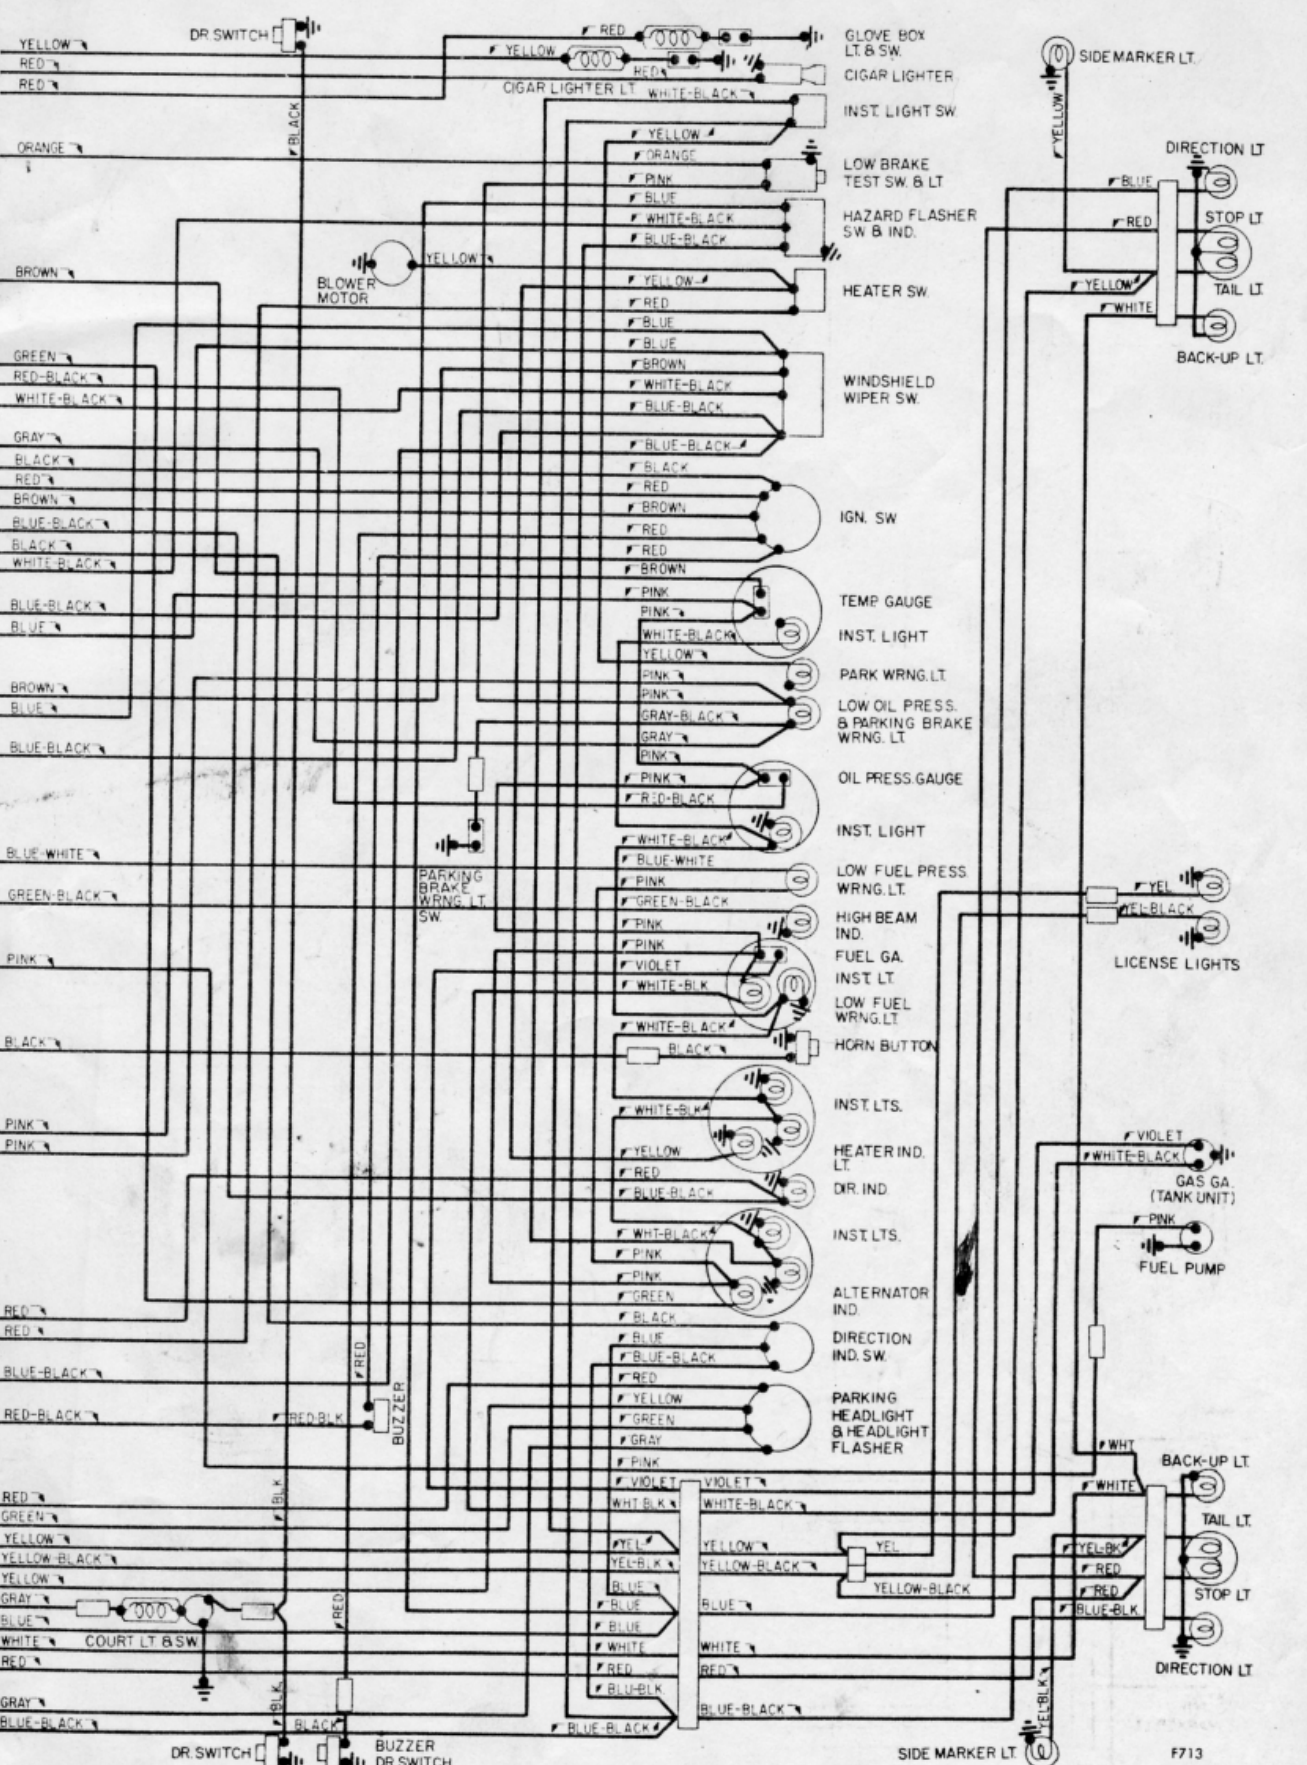 YELLOW
RED
RED
ORANGE
BROWN
GREEN
RED-BLACK
WHITE-BLACK
GRAY
BLACK
RED
BROWN
BLUE-BLACK
BLACK
WHITE-BLACK
BLUE-BLACK
BLUE
BROWN
BLUE
BLUE-BLACK
BLUE-WHITE
GREEN-BLACK
PINK
BLACK
PINK
PINK
RED
RED
BLUE-BLACK
RED-BLACK
RED
GREEN
YELLOW
YELLOW-BLACK
YELLOW
GRAY
BLUE
WHITE
RED
GRAY
BLUE-BLACK
DR. SWITCH
BLACK
BLOWER
MOTOR
YELLOW
PARKING
BRAKE
WRNG. LT.
SW.
RED
RED-BLK
BUZZER
BLK
COURT LT & SW.
RED
BLK
BLACK
DR. SWITCH
BUZZER
DR SWITCH
RED
YELLOW
RED
CIGAR LIGHTER LT.
WHITE-BLACK
YELLOW
ORANGE
PINK
BLUE
WHITE-BLACK
BLUE-BLACK
YELLOW
RED
BLUE
BLUE
BROWN
WHITE-BLACK
BLUE-BLACK
BLUE-BLACK
BLACK
RED
BROWN
RED
RED
BROWN
PINK
PINK
WHITE-BLACK
YELLOW
PINK
PINK
GRAY-BLACK
GRAY
PINK
PINK
RED-BLACK
WHITE-BLACK
BLUE-WHITE
PINK
GREEN-BLACK
PINK
PINK
VIOLET
WHITE-BLK
WHITE-BLACK
BLACK
WHITE-BLK
YELLOW
RED
BLUE-BLACK
WHT-BLACK
PINK
PINK
GREEN
BLACK
BLUE
BLUE-BLACK
RED
YELLOW
GREEN
GRAY
PINK
VIOLET
WHT BLK
YEL
YEL-BLK
BLUE
BLUE
BLUE
WHITE
RED
BLU-BLK
BLUE-BLACK
VIOLET
WHITE-BLACK
YELLOW
YELLOW-BLACK
BLUE
WHITE
RED
BLUE-BLACK
YEL
YELLOW-BLACK
GLOVE BOX
LT. & SW.
CIGAR LIGHTER
INST. LIGHT SW.
LOW BRAKE
TEST SW. & LT.
HAZARD FLASHER
SW & IND.
HEATER SW.
WINDSHIELD
WIPER SW.
IGN. SW
TEMP GAUGE
INST. LIGHT
PARK WRNG. LT.
LOW OIL PRESS.
& PARKING BRAKE
WRNG. LT.
OIL PRESS. GAUGE
INST. LIGHT
LOW FUEL PRESS.
WRNG. LT.
HIGH BEAM
IND.
FUEL GA.
INST LT.
LOW FUEL
WRNG. LT.
HORN BUTTON
INST. LTS.
HEATER IND.
LT.
DIR. IND.
INST. LTS.
ALTERNATOR
IND.
DIRECTION
IND. SW.
PARKING
HEADLIGHT
& HEADLIGHT
FLASHER
SIDE MARKER LT.
YELLOW
DIRECTION LT
BLUE
STOP LT
RED
YELLOW
TAIL LT.
WHITE
BACK-UP LT.
YEL
YEL-BLACK
LICENSE LIGHTS
VIOLET
WHITE-BLACK
GAS GA.
(TANK UNIT)
PINK
FUEL PUMP
WHT
BACK-UP LT.
WHITE
TAIL LT.
YEL-BK
RED
RED
STOP LT
BLUE-BLK
DIRECTION LT.
YEL-BLK
SIDE MARKER LT.
F713